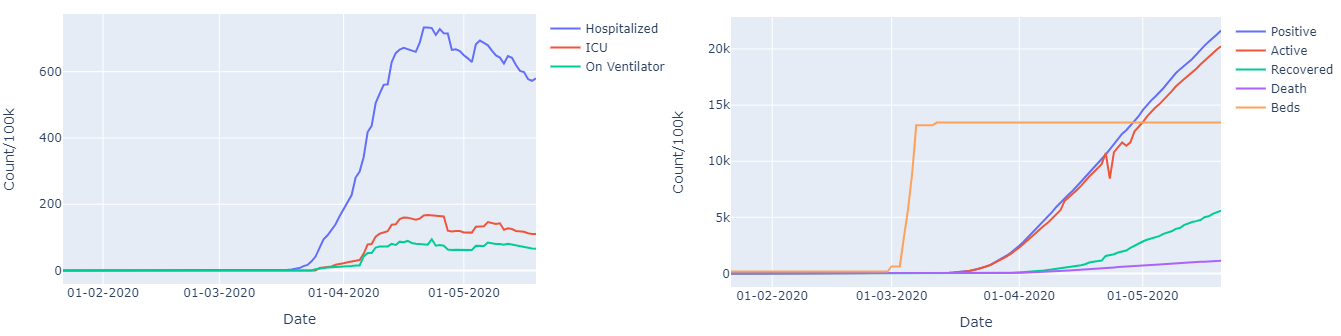 Count/100k
600
400
200
0
01-02-2020
01-03-2020
01-04-2020
01-05-2020
Date
Hospitalized
ICU
On Ventilator
Count/100k
20k
15k
10k
5k
0
01-02-2020
01-03-2020
01-04-2020
01-05-2020
Date
Positive
Active
Recovered
Death
Beds